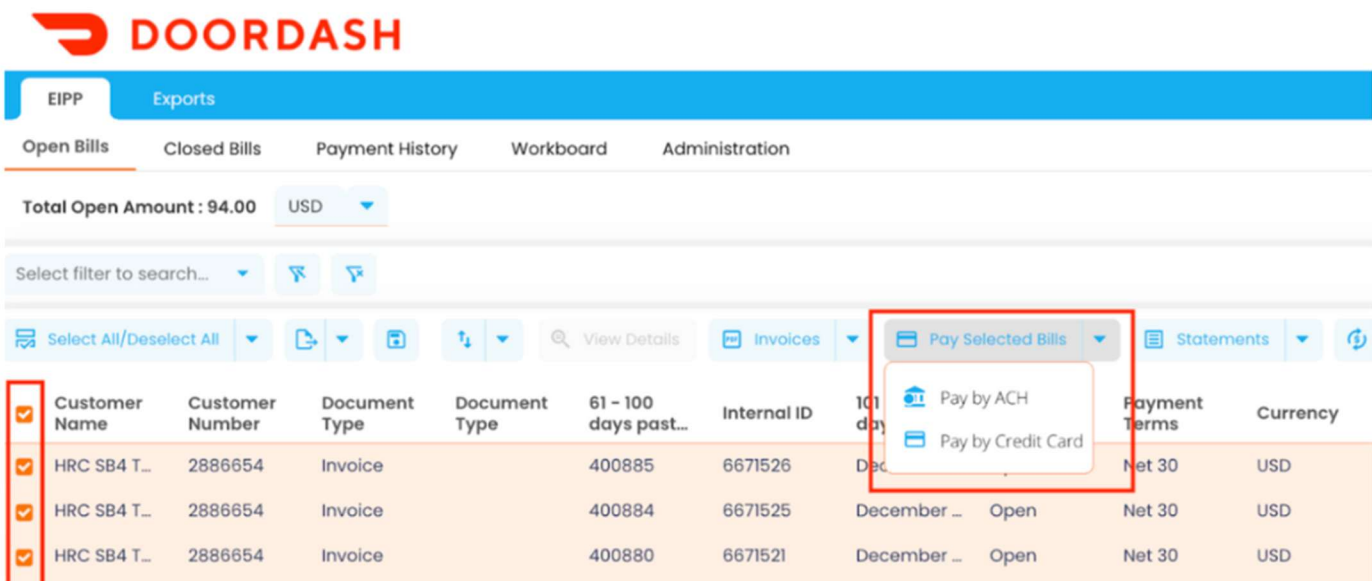 DOORDASH
EIPP Exports
Open Bills Closed Bills Payment History Workboard Administration
Total Open Amount : 94.00 USD
Select filter to search...
Select All/Deselect All View Details PDF Invoices Pay Selected Bills Statements
Pay by ACH
Pay by Credit Card
Customer Name Customer Number Document Type Document Type 61 - 100 days past... Internal ID 101 Payment Terms Currency
HRC SB4 T... 2886654 Invoice 400885 6671526 Net 30 USD
HRC SB4 T... 2886654 Invoice 400884 6671525 December ... Open Net 30 USD
HRC SB4 T... 2886654 Invoice 400880 6671521 December ... Open Net 30 USD